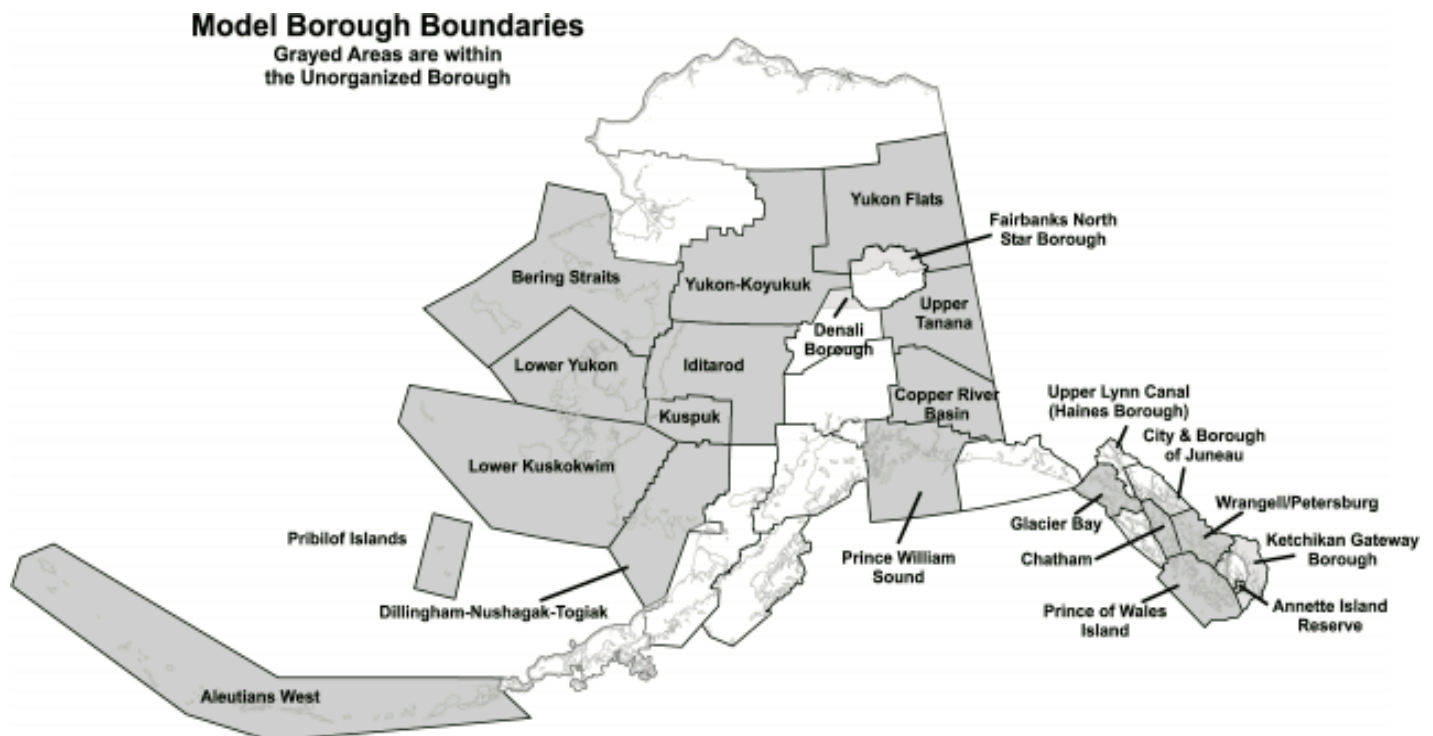 Model Borough Boundaries
Grayed Areas are within
the Unorganized Borough
Yukon Flats
Fairbanks North
Star Borough
Bering Straits
Yukon-Koyukuk
Upper
Tanana
Denali
Borough
Lower Yukon
Iditarod
Copper River
Basin
Upper Lynn Canal
(Haines Borough)
Kuspuk
City & Borough
of Juneau
Lower Kuskokwim
Wrangell/Petersburg
Glacier Bay
Pribilof Islands
Ketchikan Gateway
Borough
Chatham
Prince William
Sound
Dillingham-Nushagak-Togiak
Prince of Wales
Island
Annette Island
Reserve
Aleutians West